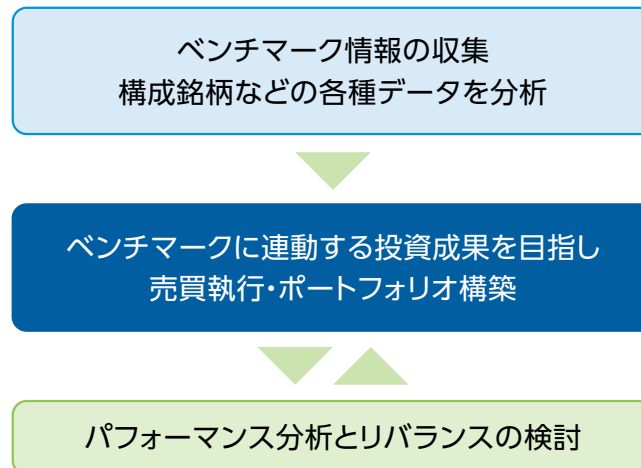 ベンチマーク情報の収集
構成銘柄などの各種データを分析
ベンチマークに連動する投資成果を目指し
売買執行・ポートフォリオ構築
パフォーマンス分析とリバランスの検討